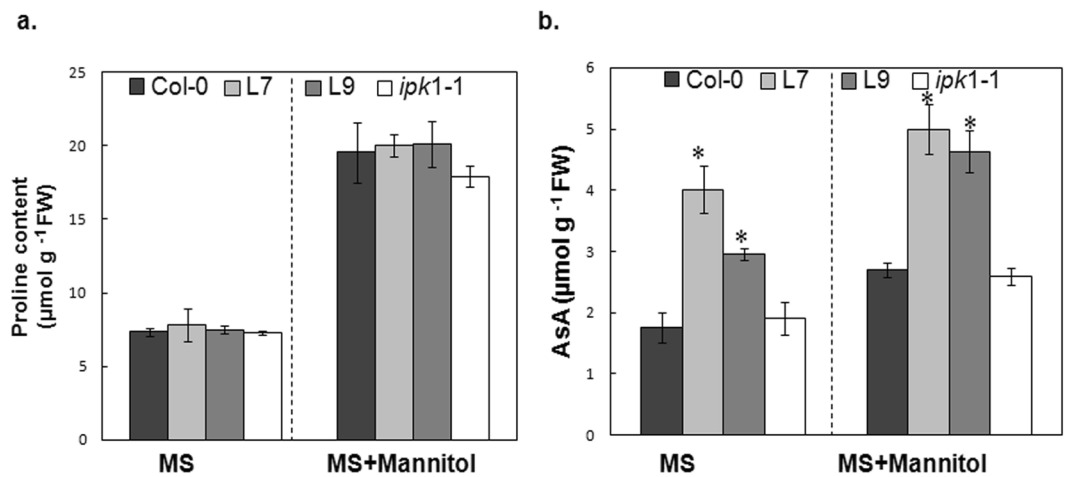 a.
Col-0 L7 L9 ipk1-1
25
20
15
10
5
0
Proline content
(µmol g -1 FW)
MS MS+Mannitol
b.
Col-0 L7 L9 ipk1-1
6
5
4
3
2
1
0
AsA (µmol g -1 FW)
* * * *
MS MS+Mannitol